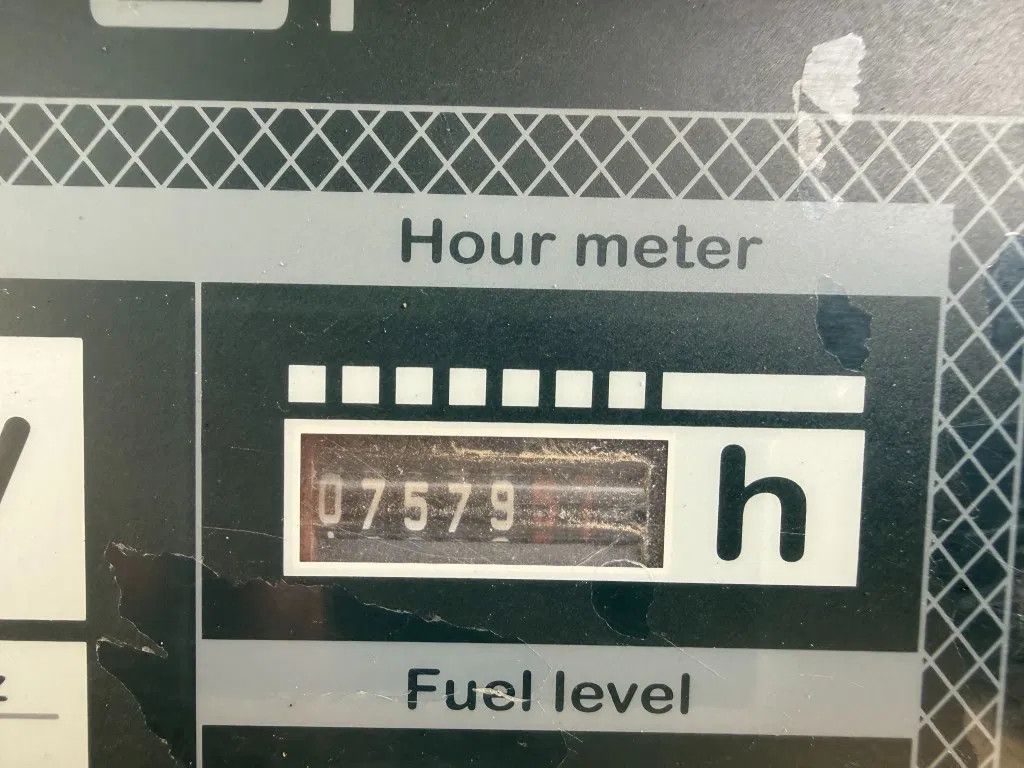 Hour meter
07579
h
Fuel level